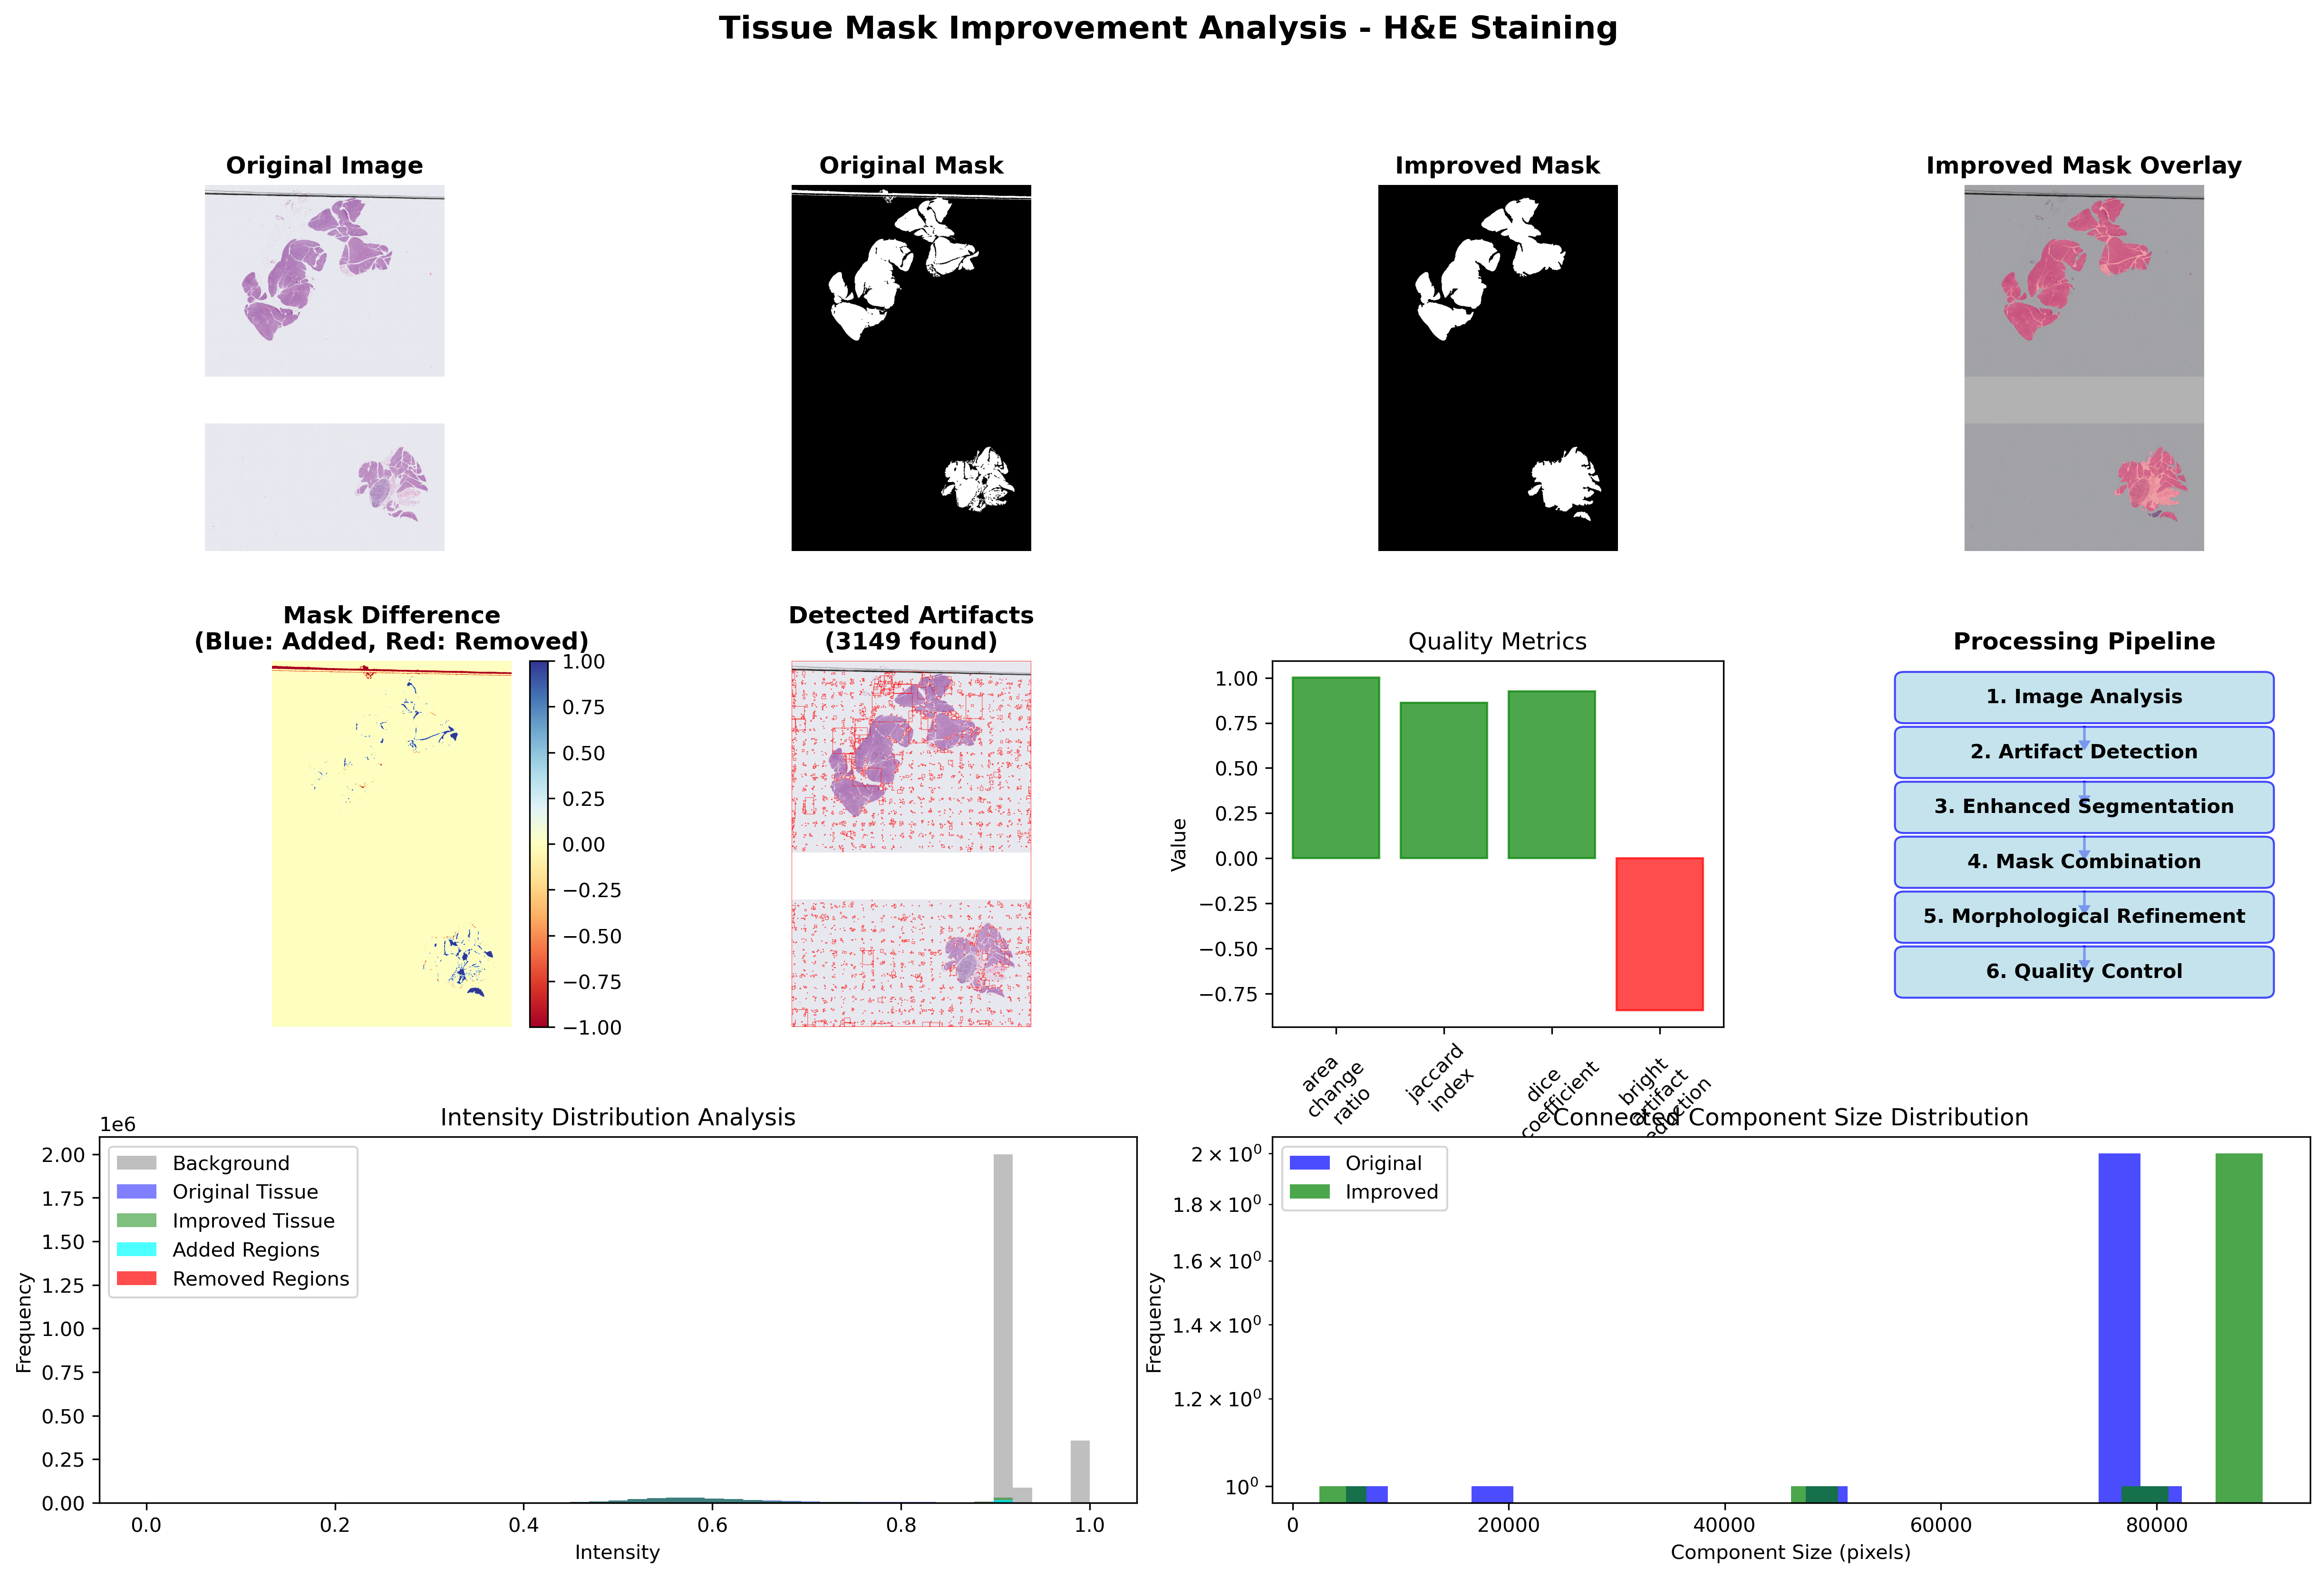 Tissue Mask Improvement Analysis - H&E Staining
Original Image
Original Mask
Improved Mask
Improved Mask Overlay
Mask Difference
(Blue: Added, Red: Removed)
1.00
0.75
0.50
0.25
0.00
−0.25
−0.50
−0.75
−1.00
Detected Artifacts
(3149 found)
Quality Metrics
Value
1.00
0.75
0.50
0.25
0.00
−0.25
−0.50
−0.75
area
change
ratio
jaccard
index
dice
coefficient
bright
artifact
Processing Pipeline
1. Image Analysis
2. Artifact Detection
3. Enhanced Segmentation
4. Mask Combination
5. Morphological Refinement
6. Quality Control
Intensity Distribution Analysis
1e6
Frequency
2.00
1.75
1.50
1.25
1.00
0.75
0.50
0.25
0.00
Background
Original Tissue
Improved Tissue
Added Regions
Removed Regions
0.0
0.2
0.4
0.6
0.8
1.0
Intensity
Connected Component Size Distribution
Frequency
2 × 10⁰
1.8 × 10⁰
1.6 × 10⁰
1.4 × 10⁰
1.2 × 10⁰
10⁰
Original
Improved
0
20000
40000
60000
80000
Component Size (pixels)